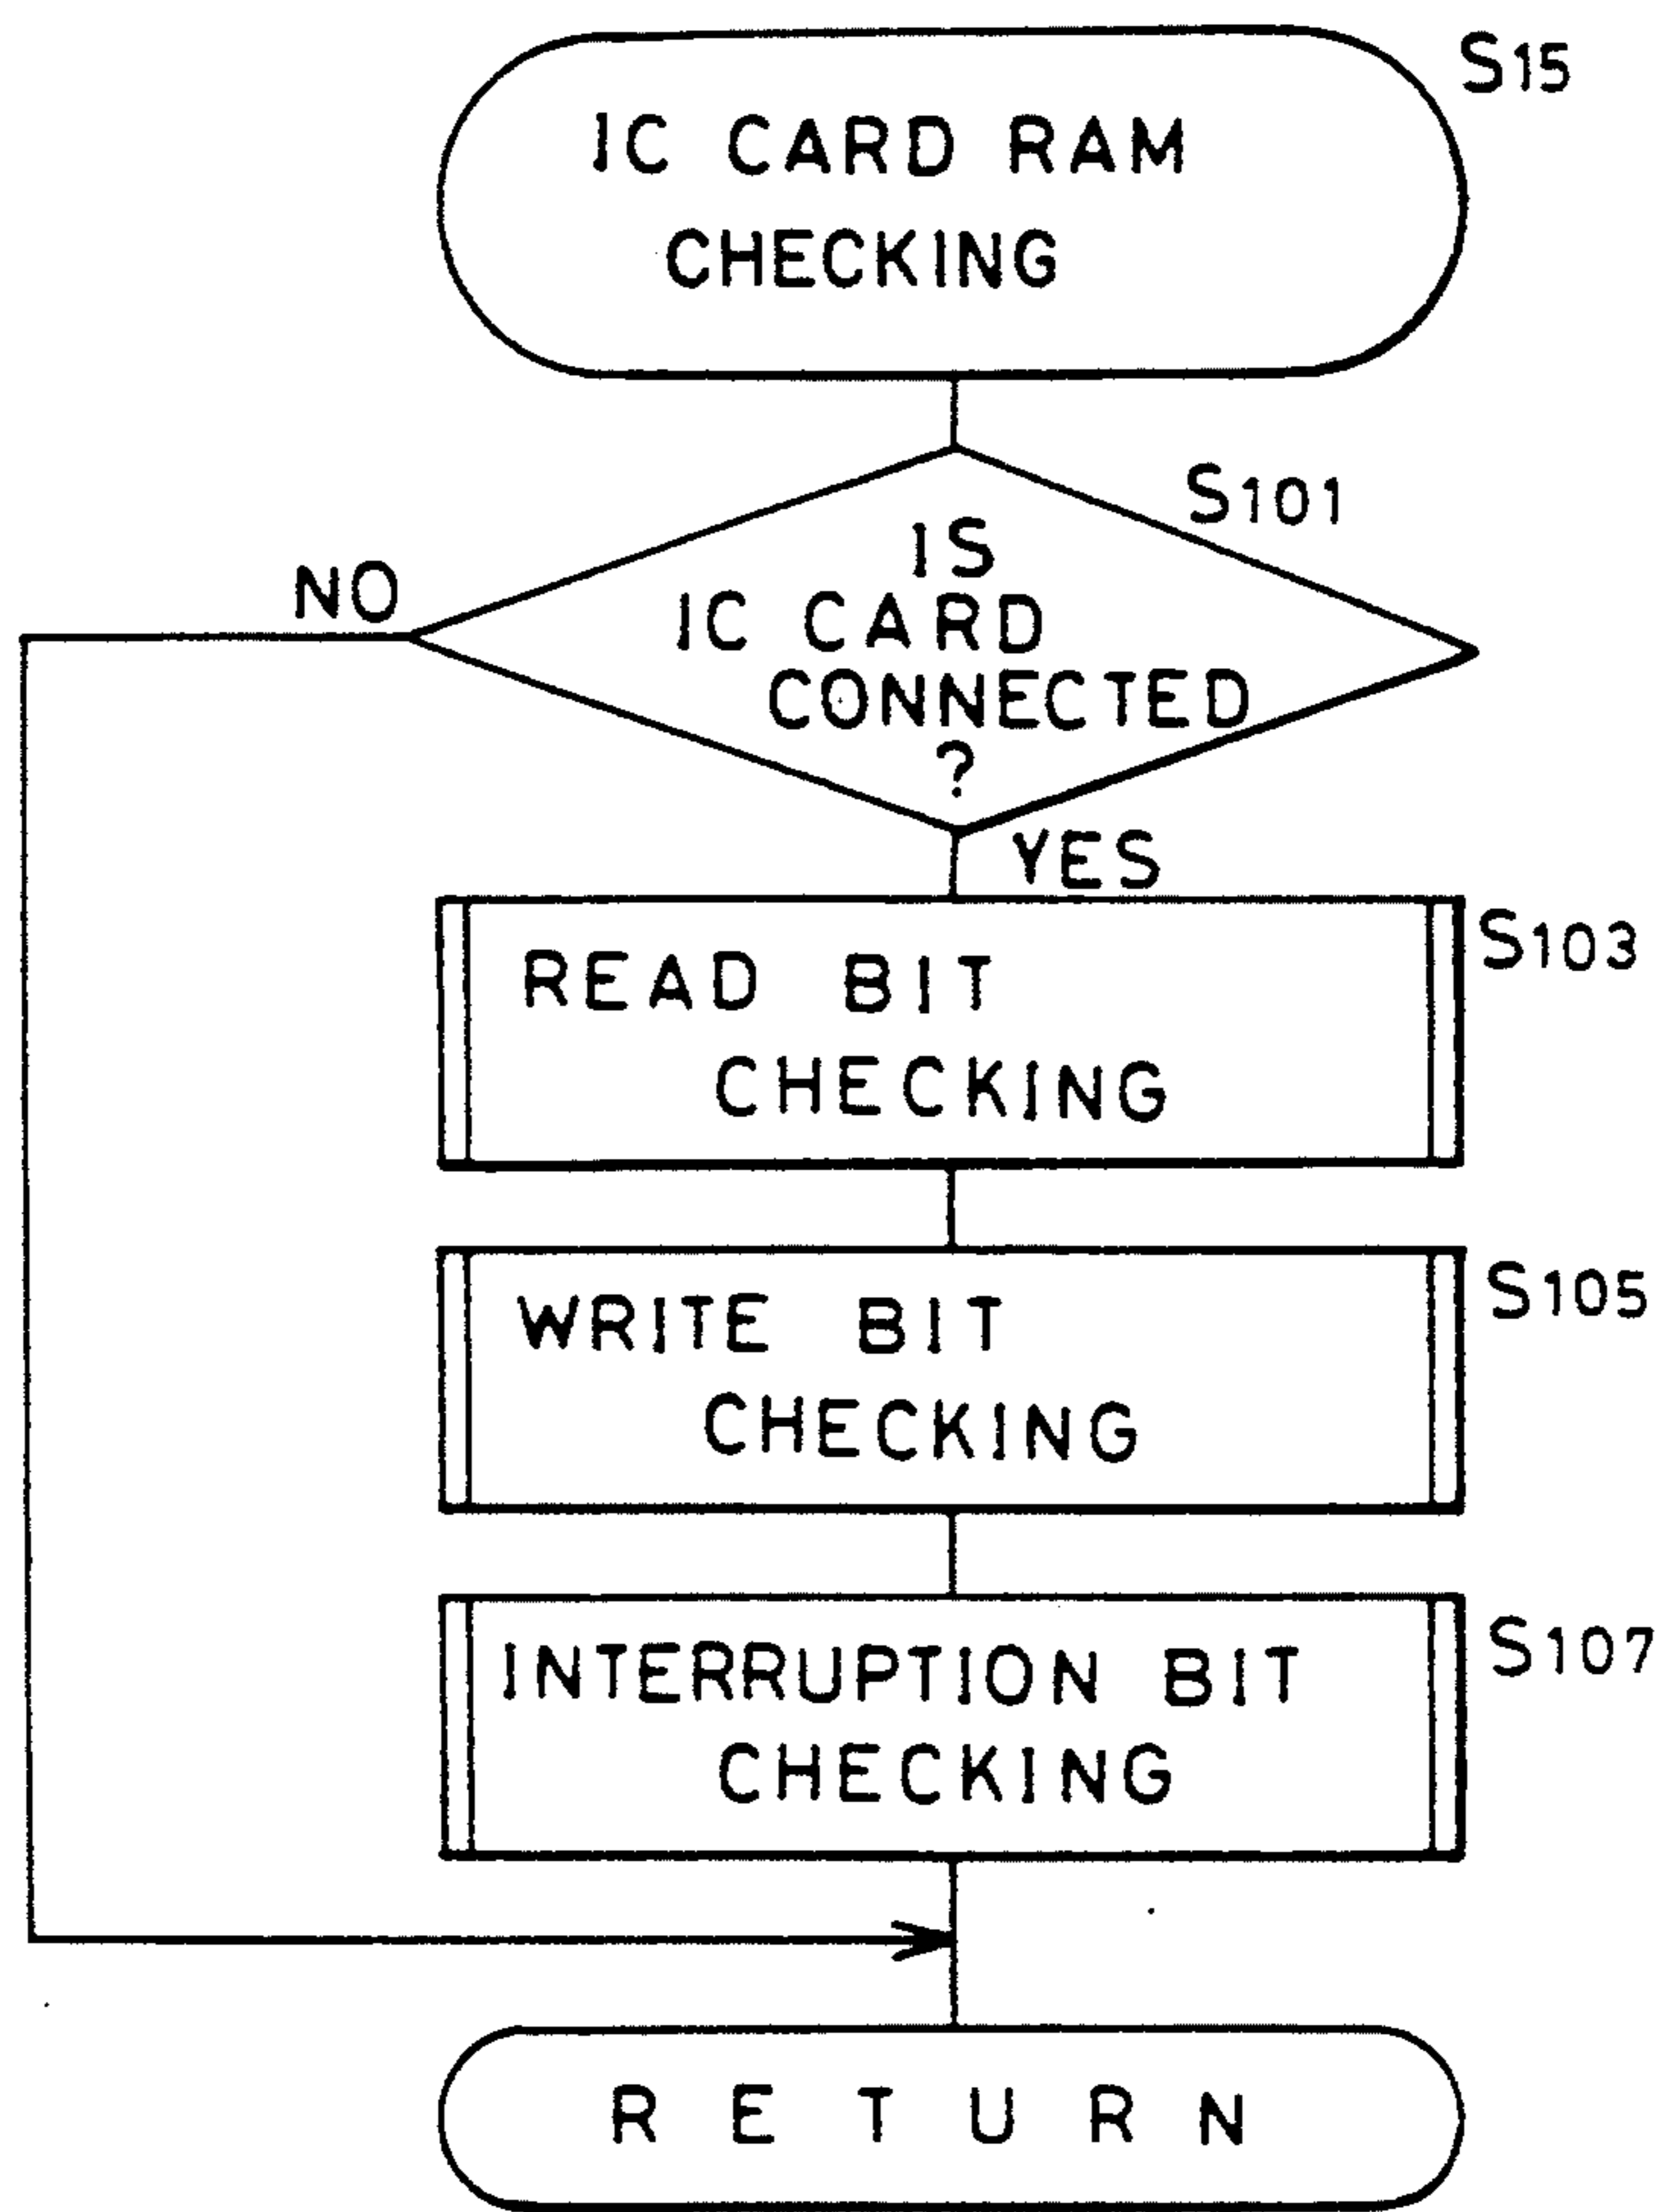 S15
IC CARD RAM
CHECKING
S101
NO
IS
IC CARD
CONNECTED
?
YES
READ BIT
CHECKING
S103
WRITE BIT
CHECKING
S105
INTERRUPTION BIT
CHECKING
S107
RETURN